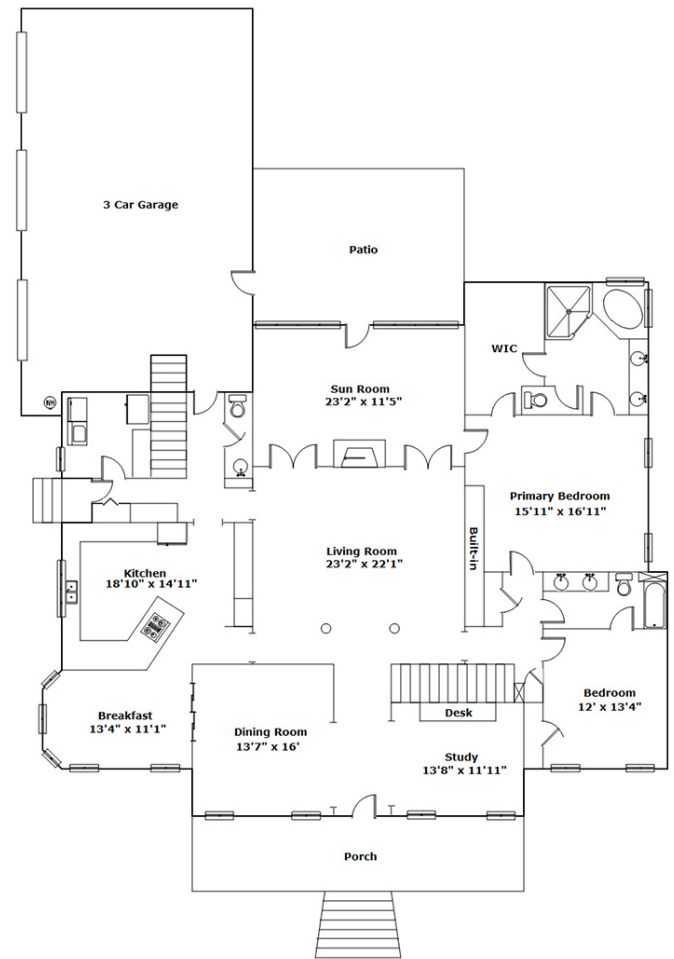 3 Car Garage
Patio
WIC
Sun Room
23'2" x 11'5"
Primary Bedroom
15'11" x 16'11"
Built-in
Living Room
23'2" x 22'1"
Kitchen
18'10" x 14'11"
Bedroom
12' x 13'4"
Desk
Breakfast
13'4" x 11'1"
Dining Room
13'7" x 16'
Study
13'8" x 11'11"
Porch